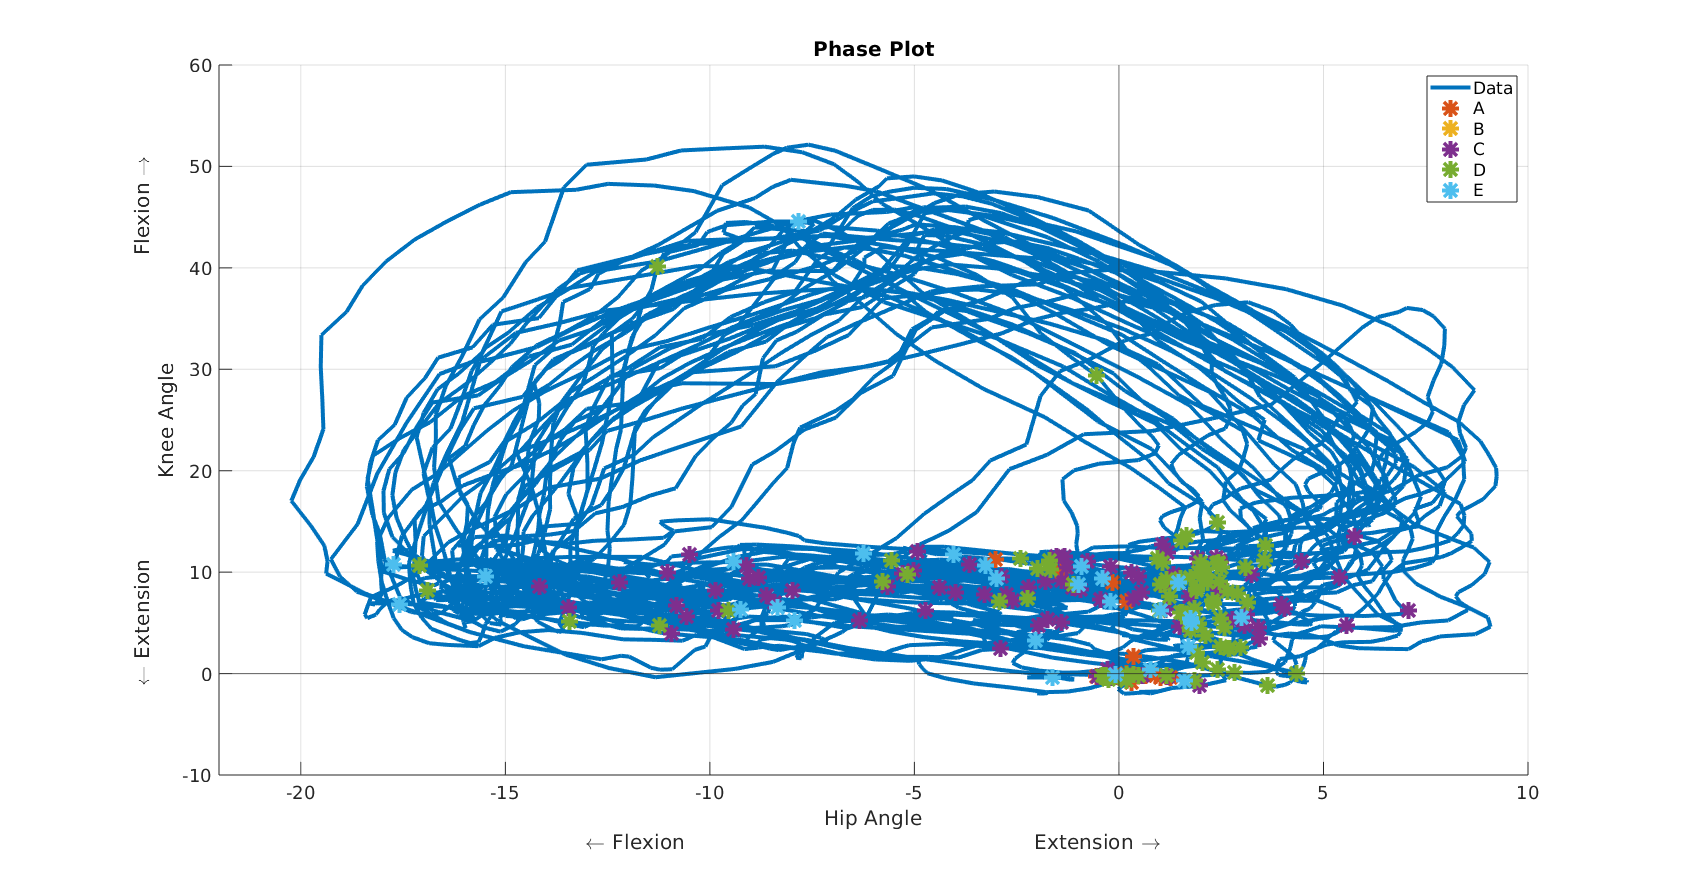 Phase Plot
60
50
40
30
20
10
0
-10
Flexion →
Knee Angle
← Extension
Data
A
B
C
D
E
-20
-15
-10
-5
0
5
10
Hip Angle
← Flexion
Extension →